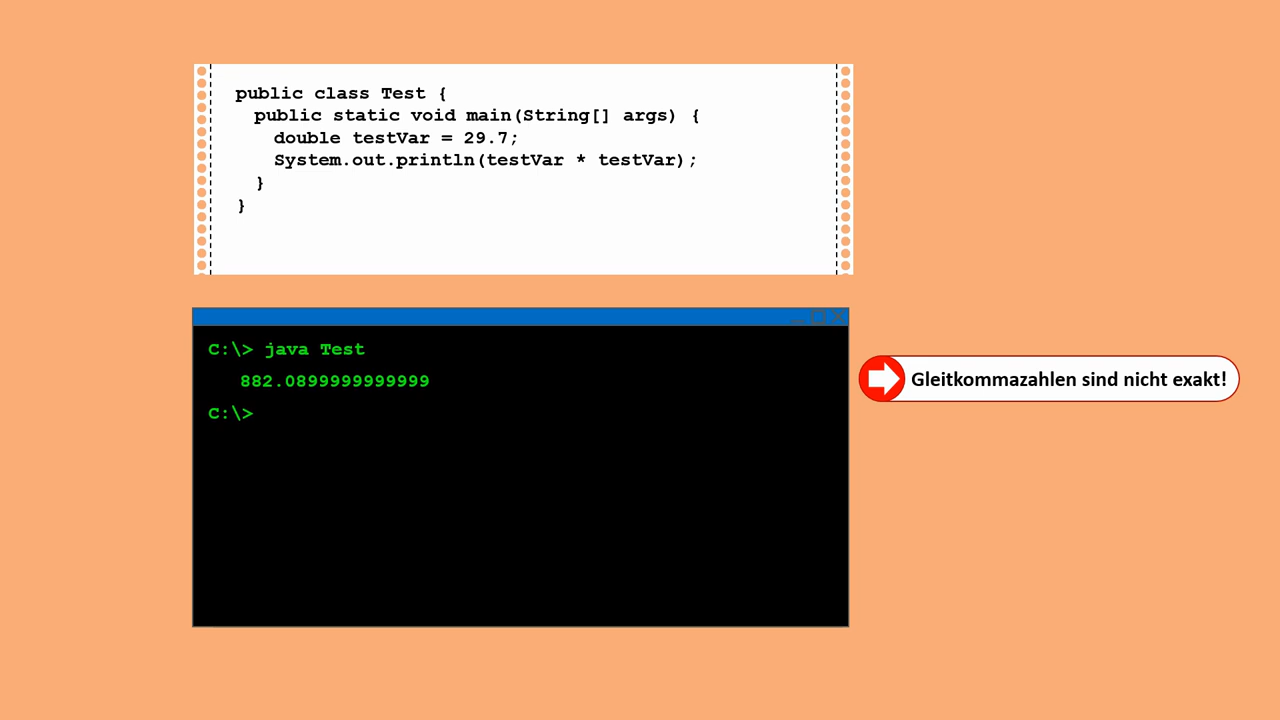 public class Test {
public static void main(String[] args) {
double testVar = 29.7;
System.out.println(testVar * testVar);
}
}
C:\> java Test
882.0899999999999
C:\>
Gleitkommazahlen sind nicht exakt!